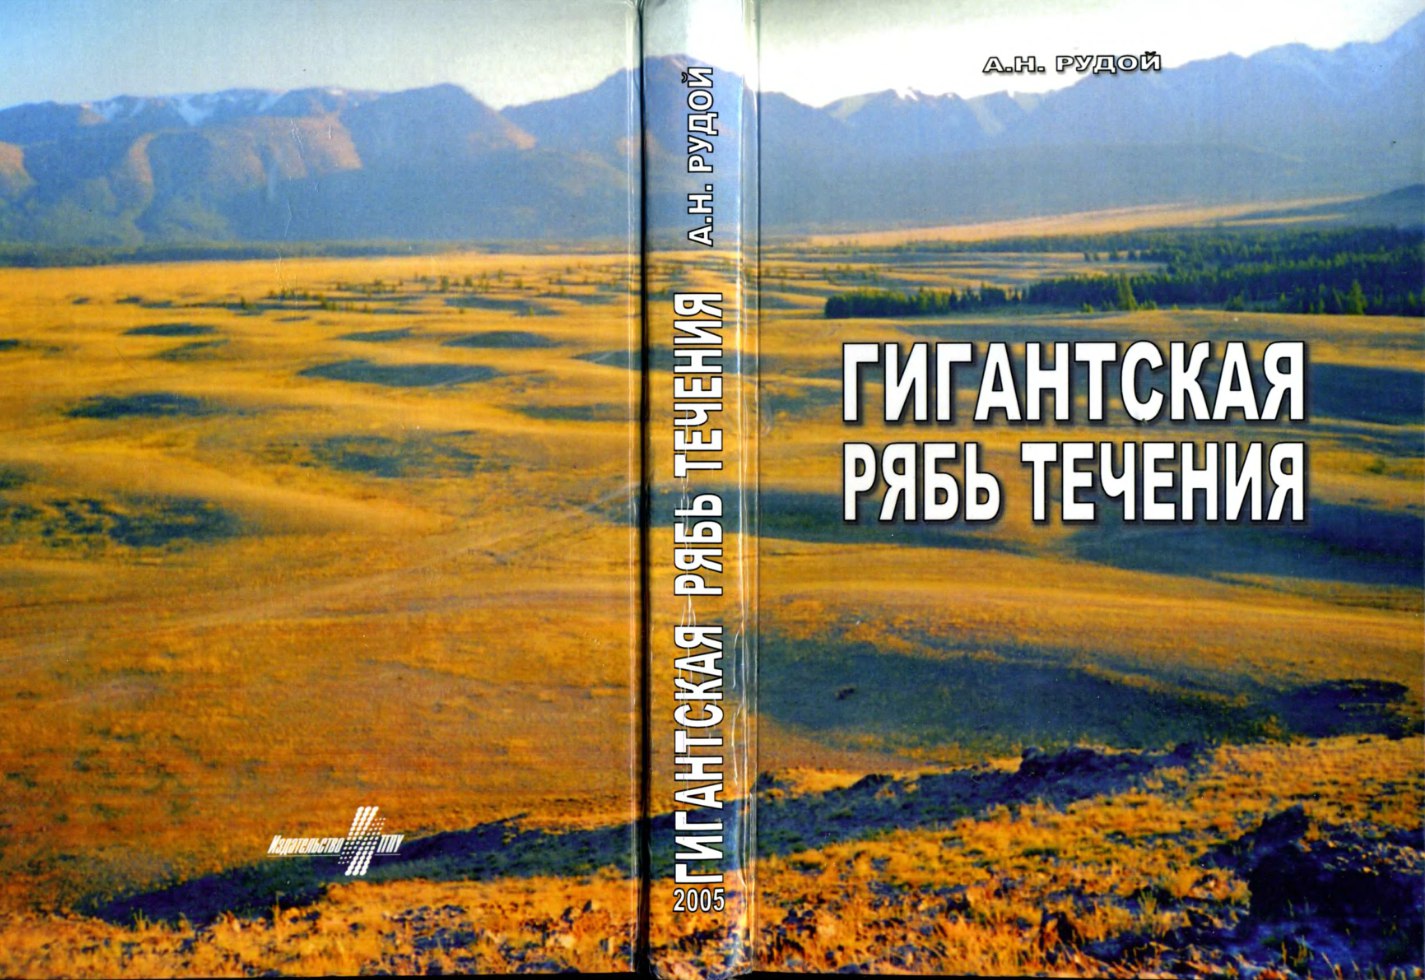 Издательство ТПУ
А.Н. РУДОЙ
ГИГАНТСКАЯ РЯБЬ ТЕЧЕНИЯ
2005
А.Н. РУДОЙ
ГИГАНТСКАЯ
РЯБЬ ТЕЧЕНИЯ